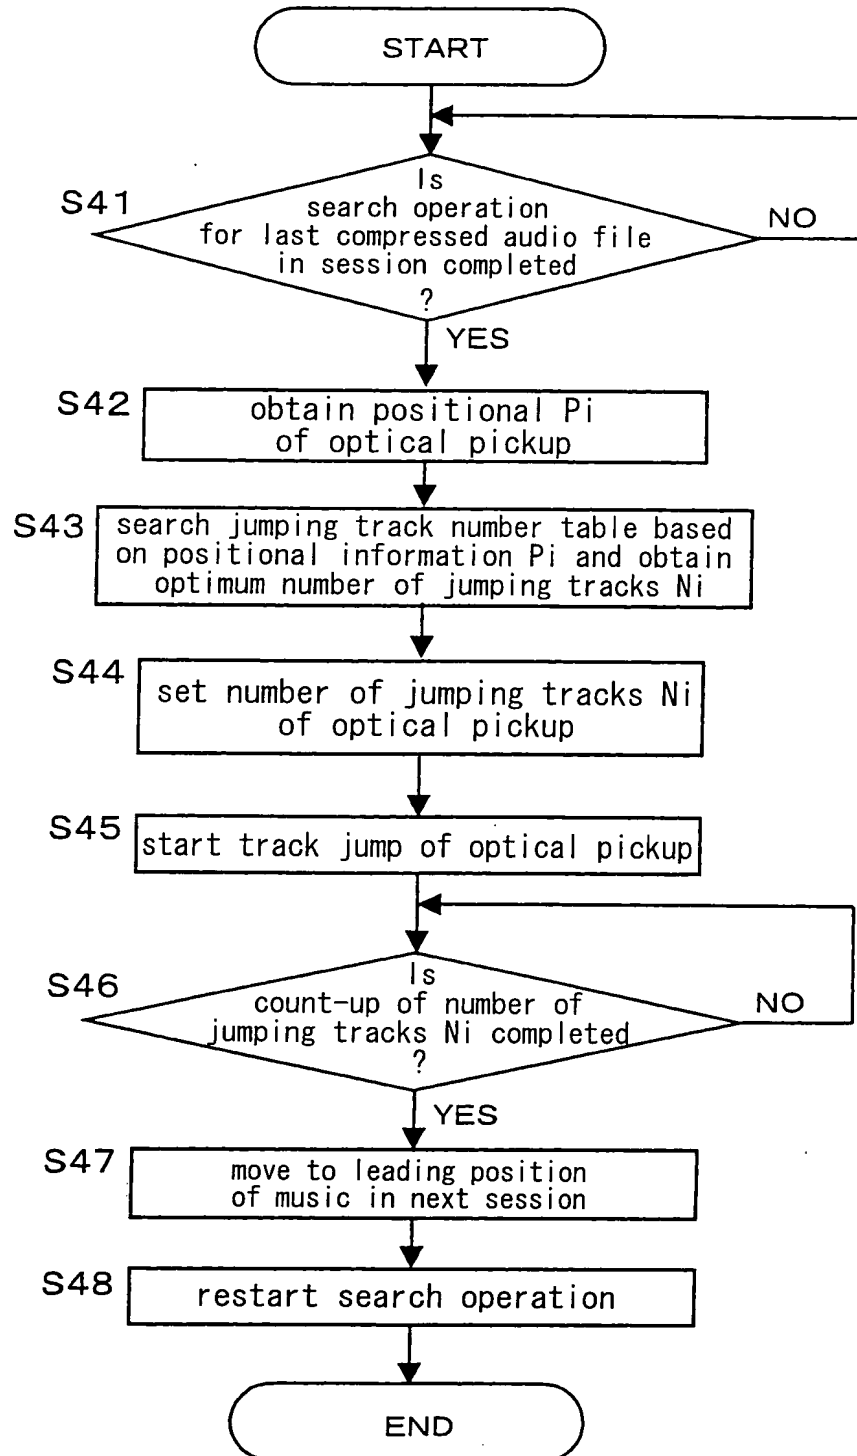 START
S41
Is
search operation
for last compressed audio file
in session completed
?
NO
YES
S42
obtain positional Pi
of optical pickup
S43
search jumping track number table based
on positional information Pi and obtain
optimum number of jumping tracks Ni
S44
set number of jumping tracks Ni
of optical pickup
S45
start track jump of optical pickup
S46
Is
count-up of number of
jumping tracks Ni completed
?
NO
YES
S47
move to leading position
of music in next session
S48
restart search operation
END